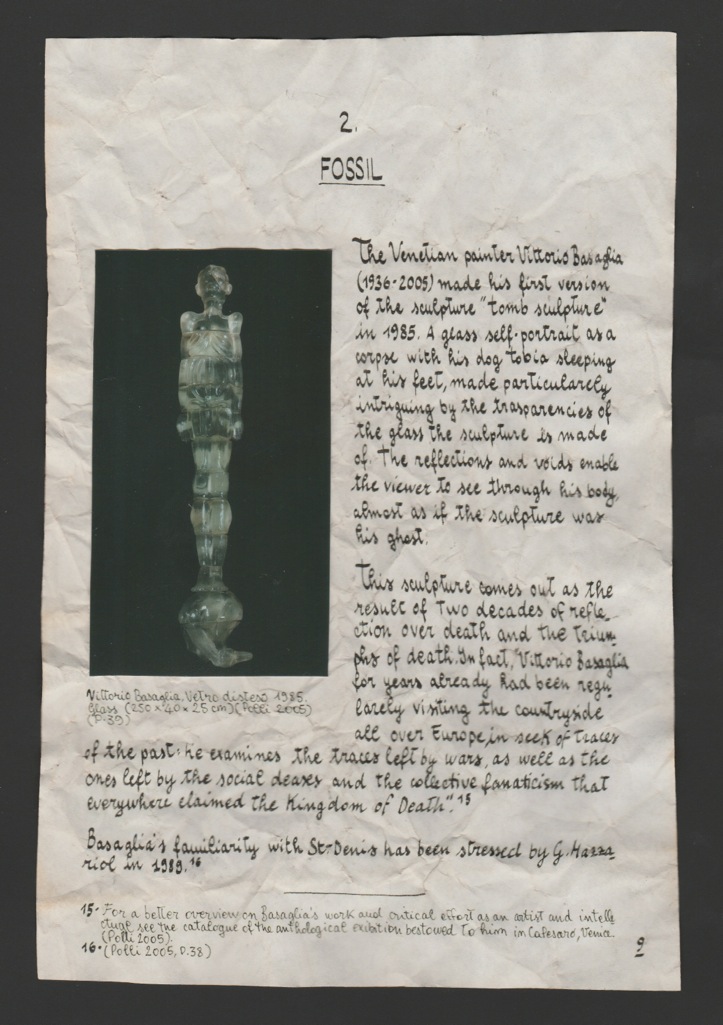 2.
FOSSIL
The Venetian painter Vittorio Basaglia
(1936-2005) made his first version
of the sculpture "tomb sculpture"
in 1985. A glass self-portrait as a
corpse with his dog Tobia sleeping
at his feet, made particularely
intriguing by the trasparencies of
the glass the sculpture is made
of. The reflections and voids enable
the viewer to see through his body,
almost as if the sculpture was
his ghost.
This sculpture comes out as the
result of two decades of refle_
ction over death and the trium_
phs of death. In fact, "Vittorio Basaglia
for years already had been regu_
larely visiting the countryside
all over Europe, in seek of traces
of the past: he examines the traces left by wars, as well as the
ones left by the social deases and the collective fanaticism that
everywhere claimed the Kingdom of Death".15
Basaglia's familiarity with St-Denis has been stressed by G. Mazza_
riol in 1989.16
Vittorio Basaglia, Vetro disteso 1985.
Glass (250 x 40 x 25 cm) (Polli 2005)
(P.39)
15. For a better overview on Basaglia's work and critical effort as an artist and intelle_
ctual see the catalogue of the anthological exibition bestowed to him in Cafesaro, Venice.
(Polli 2005).
16. (Polli 2005, P.38)
9